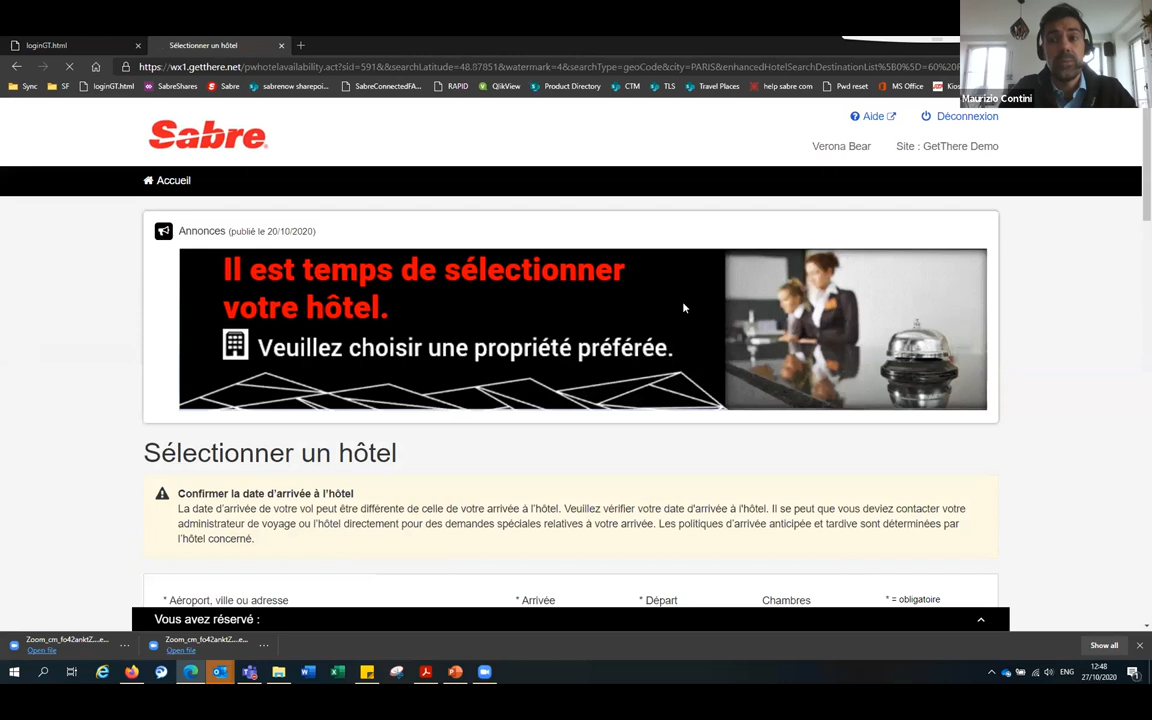 loginGT.html
Sélectionner un hôtel
https://wx1.getthere.net/pwhotelavailability.act?sid=591&&searchLatitude=48.87851&watermark=4&searchType=geoCode&city=PARIS&enhancedHotelSearchDestinationList%5B0%5D=60%20
Sync
SF
loginGT.html
SabreShares
Sabre
sabrenow sharepoi...
SabreConnectedFA...
RAPID
QlikView
Product Directory
CTM
TLS
Travel Places
help sabre com
Pwd reset
MS Office
Maurizio Contini
Sabre
Aide
Déconnexion
Verona Bear
Site : GetThere Demo
Accueil
Annonces (publié le 20/10/2020)
Il est temps de sélectionner
votre hôtel.
Veuillez choisir une propriété préférée.
Sélectionner un hôtel
Confirmer la date d'arrivée à l'hôtel
La date d'arrivée de votre vol peut être différente de celle de votre arrivée à l'hôtel. Veuillez vérifier votre date d'arrivée à l'hôtel. Il se peut que vous deviez contacter votre
administrateur de voyage ou l'hôtel directement pour des demandes spéciales relatives à votre arrivée. Les politiques d'arrivée anticipée et tardive sont déterminées par
l'hôtel concerné.
* Aéroport, ville ou adresse
* Arrivée
* Départ
Chambres
* = obligatoire
Vous avez réservé :
Zoom_cm_fo42anktZ....e...
Open file
Zoom_cm_fo42anktZ....e...
Open file
Show all
ENG
12:48
27/10/2020